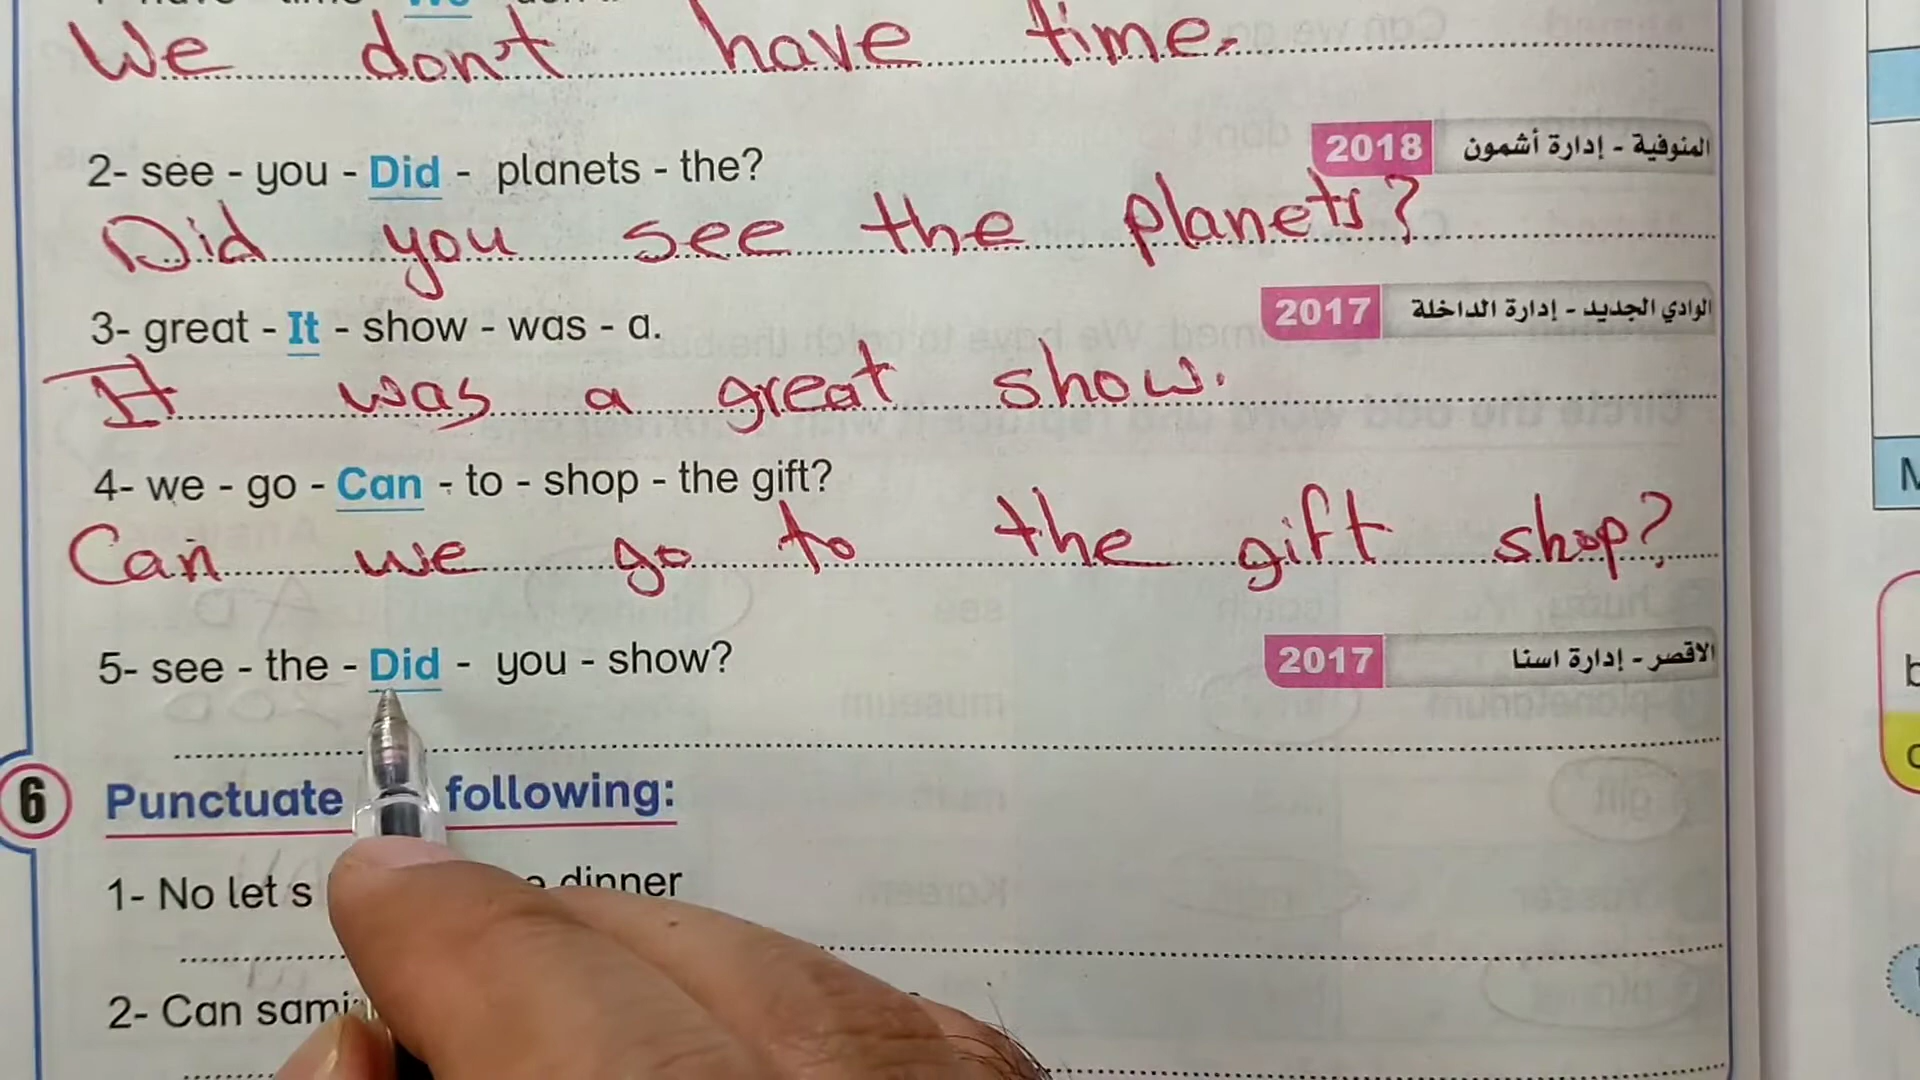 We don't have time.
2- see - you - Did - planets - the?
2018 المنوفية - إدارة أشمون
Did you see the planets?
3- great - It - show - was - a.
2017 الوادي الجديد - إدارة الداخلة
It was a great show.
4- we - go - Can - to - shop - the gift?
Can we go to the gift shop?
5- see - the - Did - you - show?
2017 الاقصر - إدارة اسنا
6 Punctuate following:
1- No let s dinner
2- Can sami